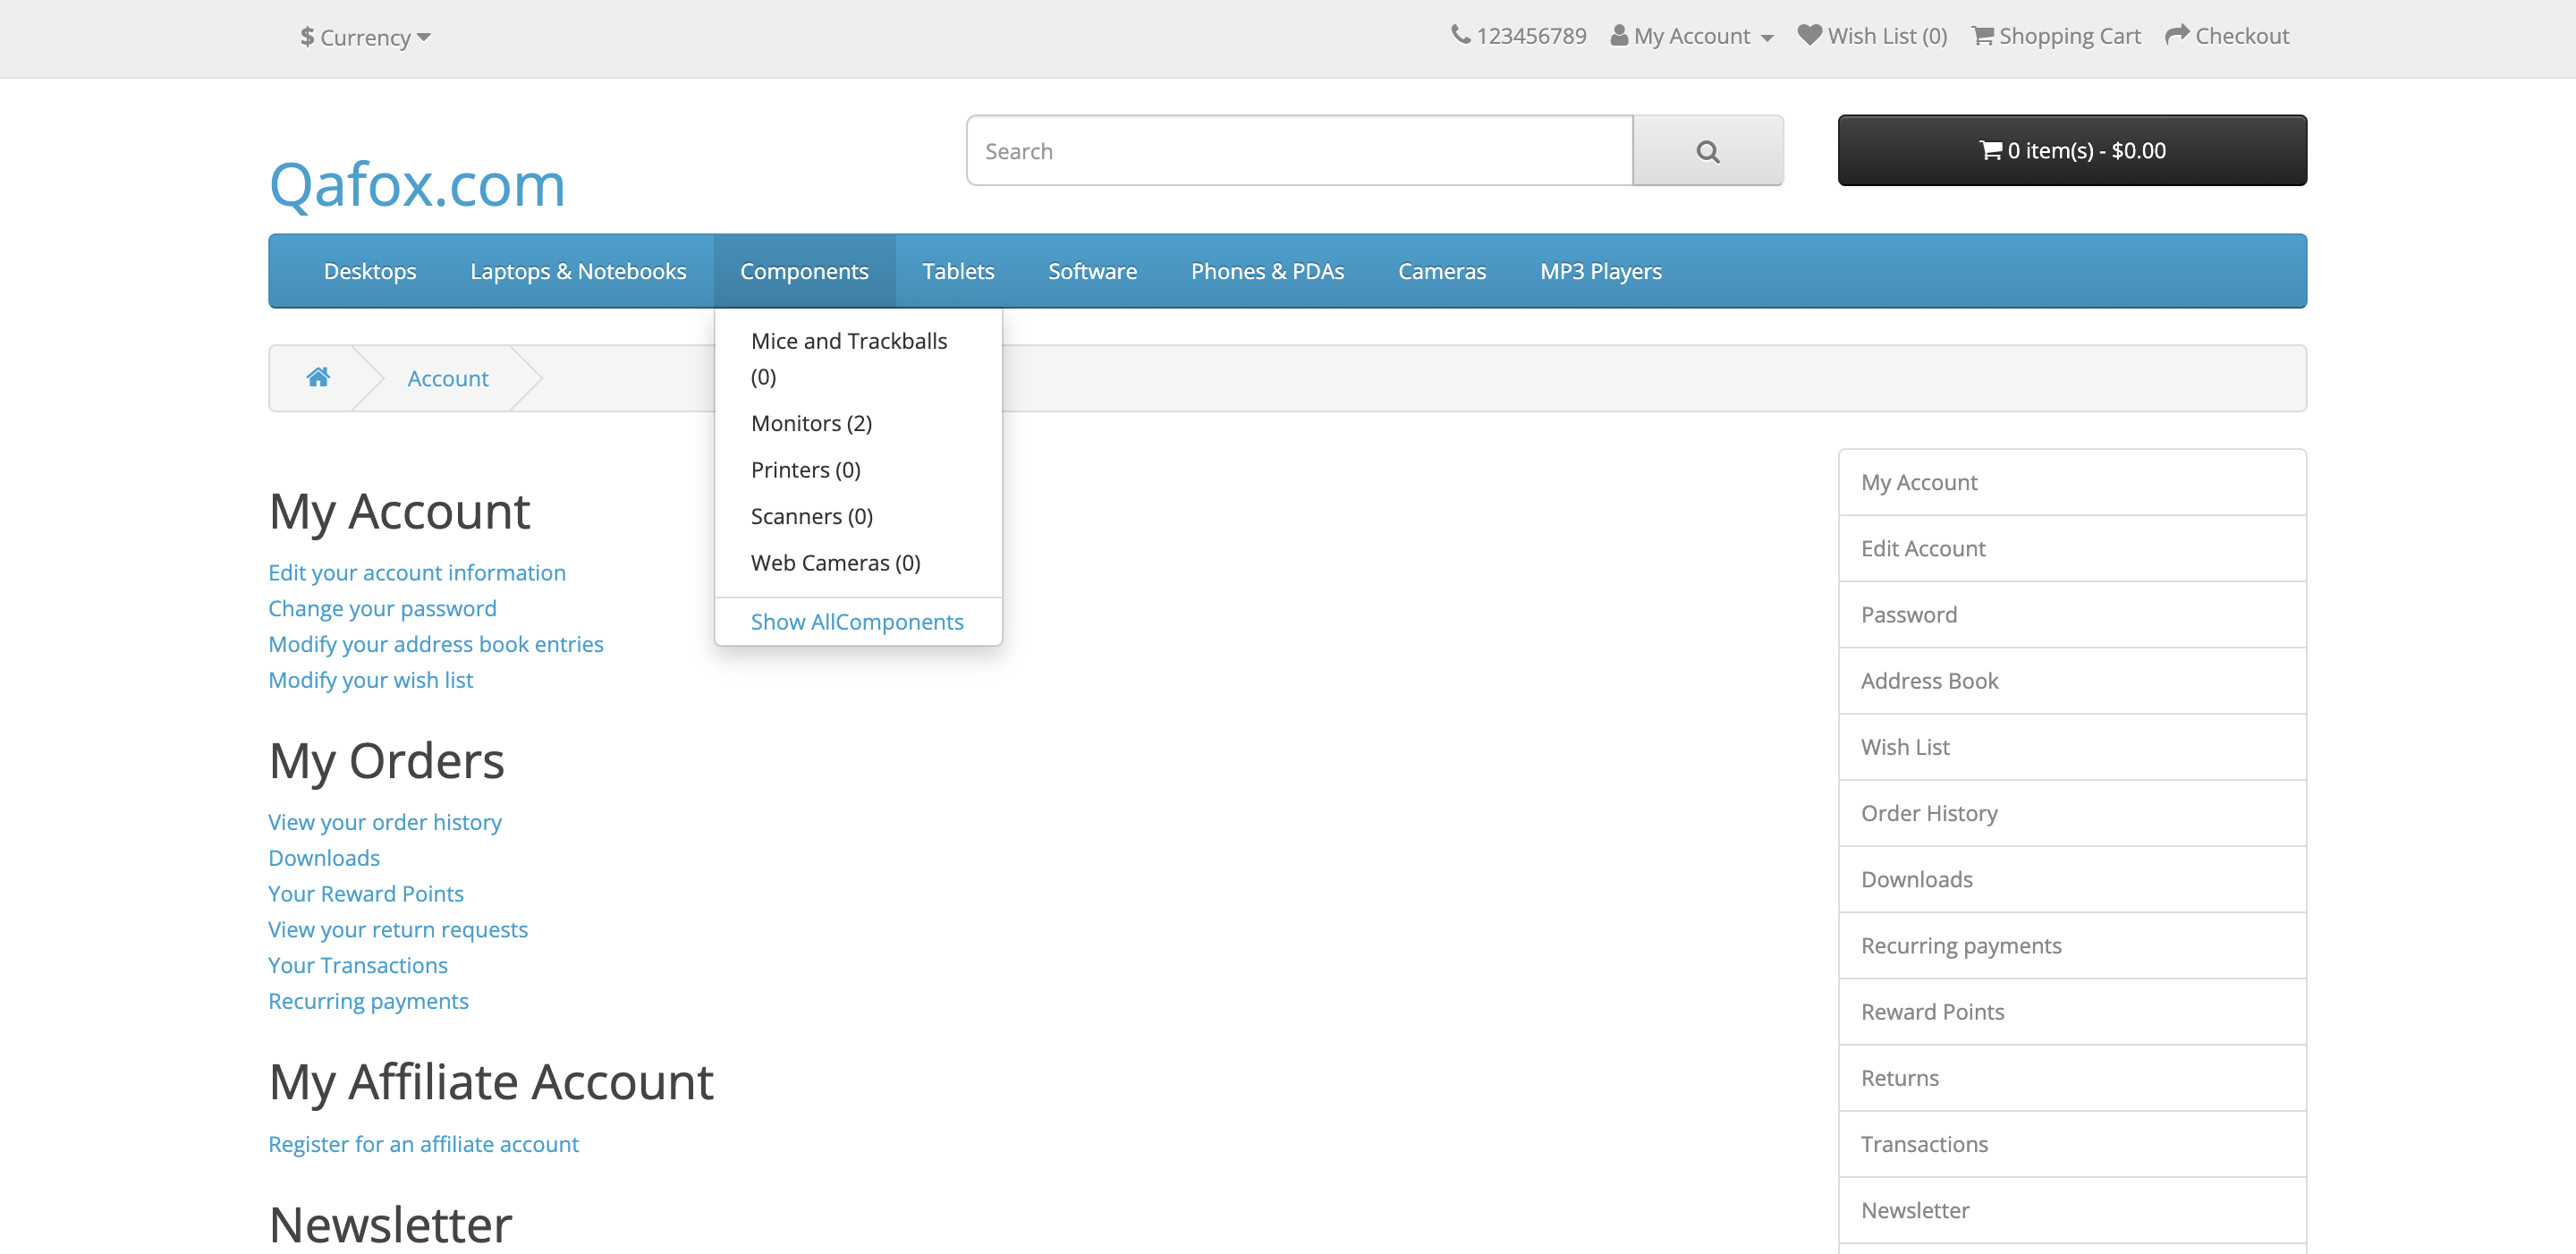 $ Currency
123456789 My Account Wish List (0) Shopping Cart Checkout
Qafox.com
Search
0 item(s) - $0.00
Desktops Laptops & Notebooks Components Tablets Software Phones & PDAs Cameras MP3 Players
Mice and Trackballs
(0)
Monitors (2)
Printers (0)
Scanners (0)
Web Cameras (0)
Show AllComponents
Account
My Account
Edit your account information
Change your password
Modify your address book entries
Modify your wish list
My Orders
View your order history
Downloads
Your Reward Points
View your return requests
Your Transactions
Recurring payments
My Affiliate Account
Register for an affiliate account
Newsletter
My Account
Edit Account
Password
Address Book
Wish List
Order History
Downloads
Recurring payments
Reward Points
Returns
Transactions
Newsletter